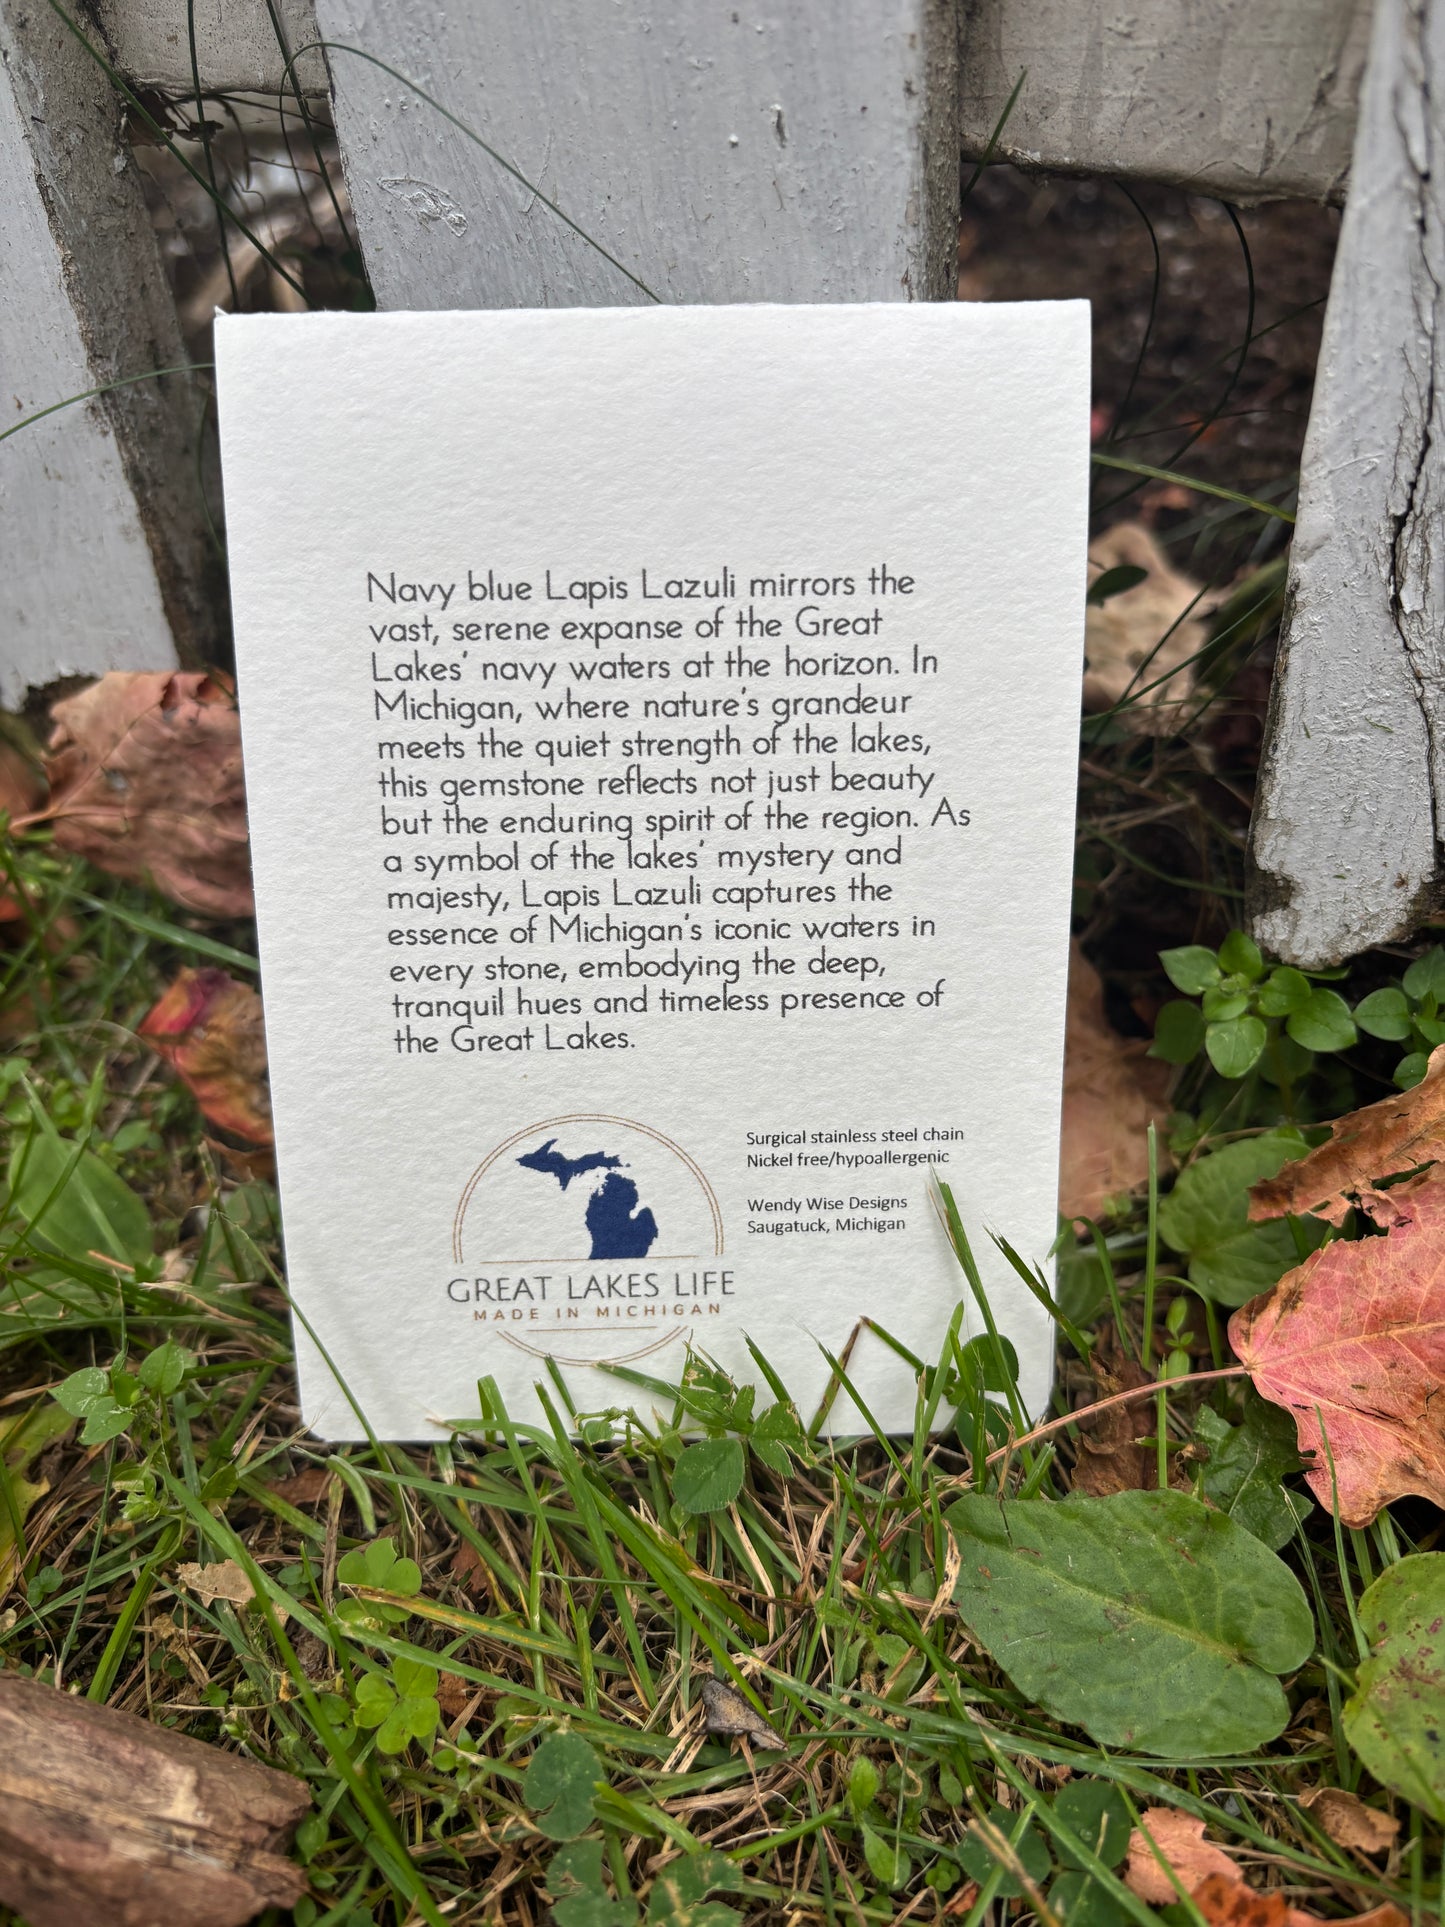 Navy blue Lapis Lazuli mirrors the
vast, serene expanse of the Great
Lakes' navy waters at the horizon. In
Michigan, where nature's grandeur
meets the quiet strength of the lakes,
this gemstone reflects not just beauty
but the enduring spirit of the region. As
a symbol of the lakes' mystery and
majesty, Lapis Lazuli captures the
essence of Michigan's iconic waters in
every stone, embodying the deep,
tranquil hues and timeless presence of
the Great Lakes.
Surgical stainless steel chain
Nickel free/hypoallergenic
Wendy Wise Designs
Saugatuck, Michigan
GREAT LAKES LIFE
MADE IN MICHIGAN